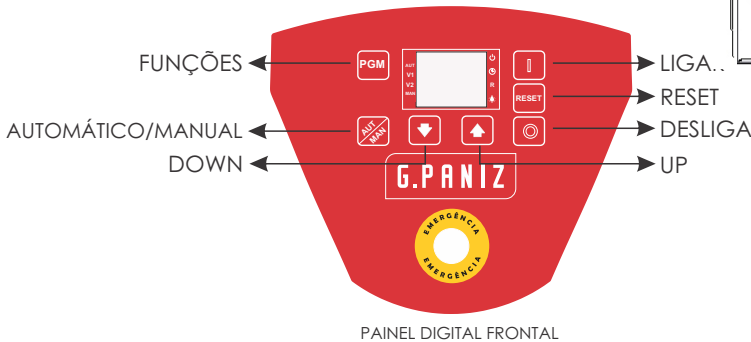 FUNÇÕES
PGM
AUT
V1
V2
MAN
R
RESET
LIGA
RESET
AUTOMÁTICO/MANUAL
AUT
MAN
DESLIGA
DOWN
UP
G.PANIZ
EMERGÊNCIA
EMERGÊNCIA
PAINEL DIGITAL FRONTAL